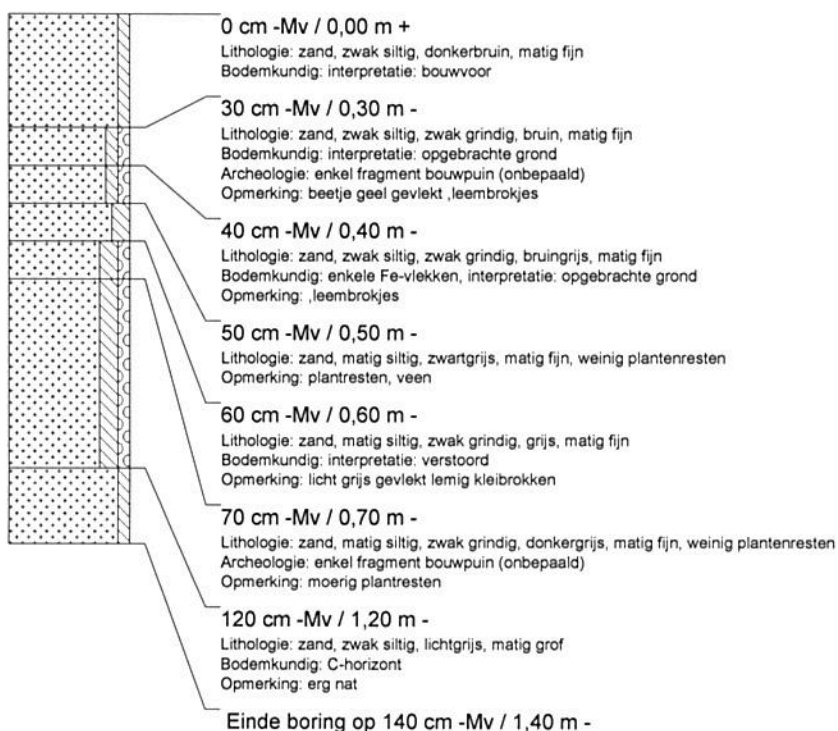 0 cm -Mv / 0,00 m +
Lithologie: zand, zwak siltig, donkerbruin, matig fijn
Bodemkundig: interpretatie: bouwvoor
30 cm -Mv / 0,30 m -
Lithologie: zand, zwak siltig, zwak grindig, bruin, matig fijn
Bodemkundig: interpretatie: opgebrachte grond
Archeologie: enkel fragment bouwpuin (onbepaald)
Opmerking: beetje geel gevlekt ,leembrokjes
40 cm -Mv / 0,40 m -
Lithologie: zand, zwak siltig, zwak grindig, bruingrijs, matig fijn
Bodemkundig: enkele Fe-vlekken, interpretatie: opgebrachte grond
Opmerking: ,leembrokjes
50 cm -Mv / 0,50 m -
Lithologie: zand, matig siltig, zwartgrijs, matig fijn, weinig plantenresten
Opmerking: plantresten, veen
60 cm -Mv / 0,60 m -
Lithologie: zand, matig siltig, zwak grindig, grijs, matig fijn
Bodemkundig: interpretatie: verstoord
Opmerking: licht grijs gevlekt lemig kleibrokken
70 cm -Mv / 0,70 m -
Lithologie: zand, matig siltig, zwak grindig, donkergrijs, matig fijn, weinig plantenresten
Archeologie: enkel fragment bouwpuin (onbepaald)
Opmerking: moerig plantresten
120 cm -Mv / 1,20 m -
Lithologie: zand, zwak siltig, lichtgrijs, matig grof
Bodemkundig: C-horizont
Opmerking: erg nat
Einde boring op 140 cm -Mv / 1,40 m -